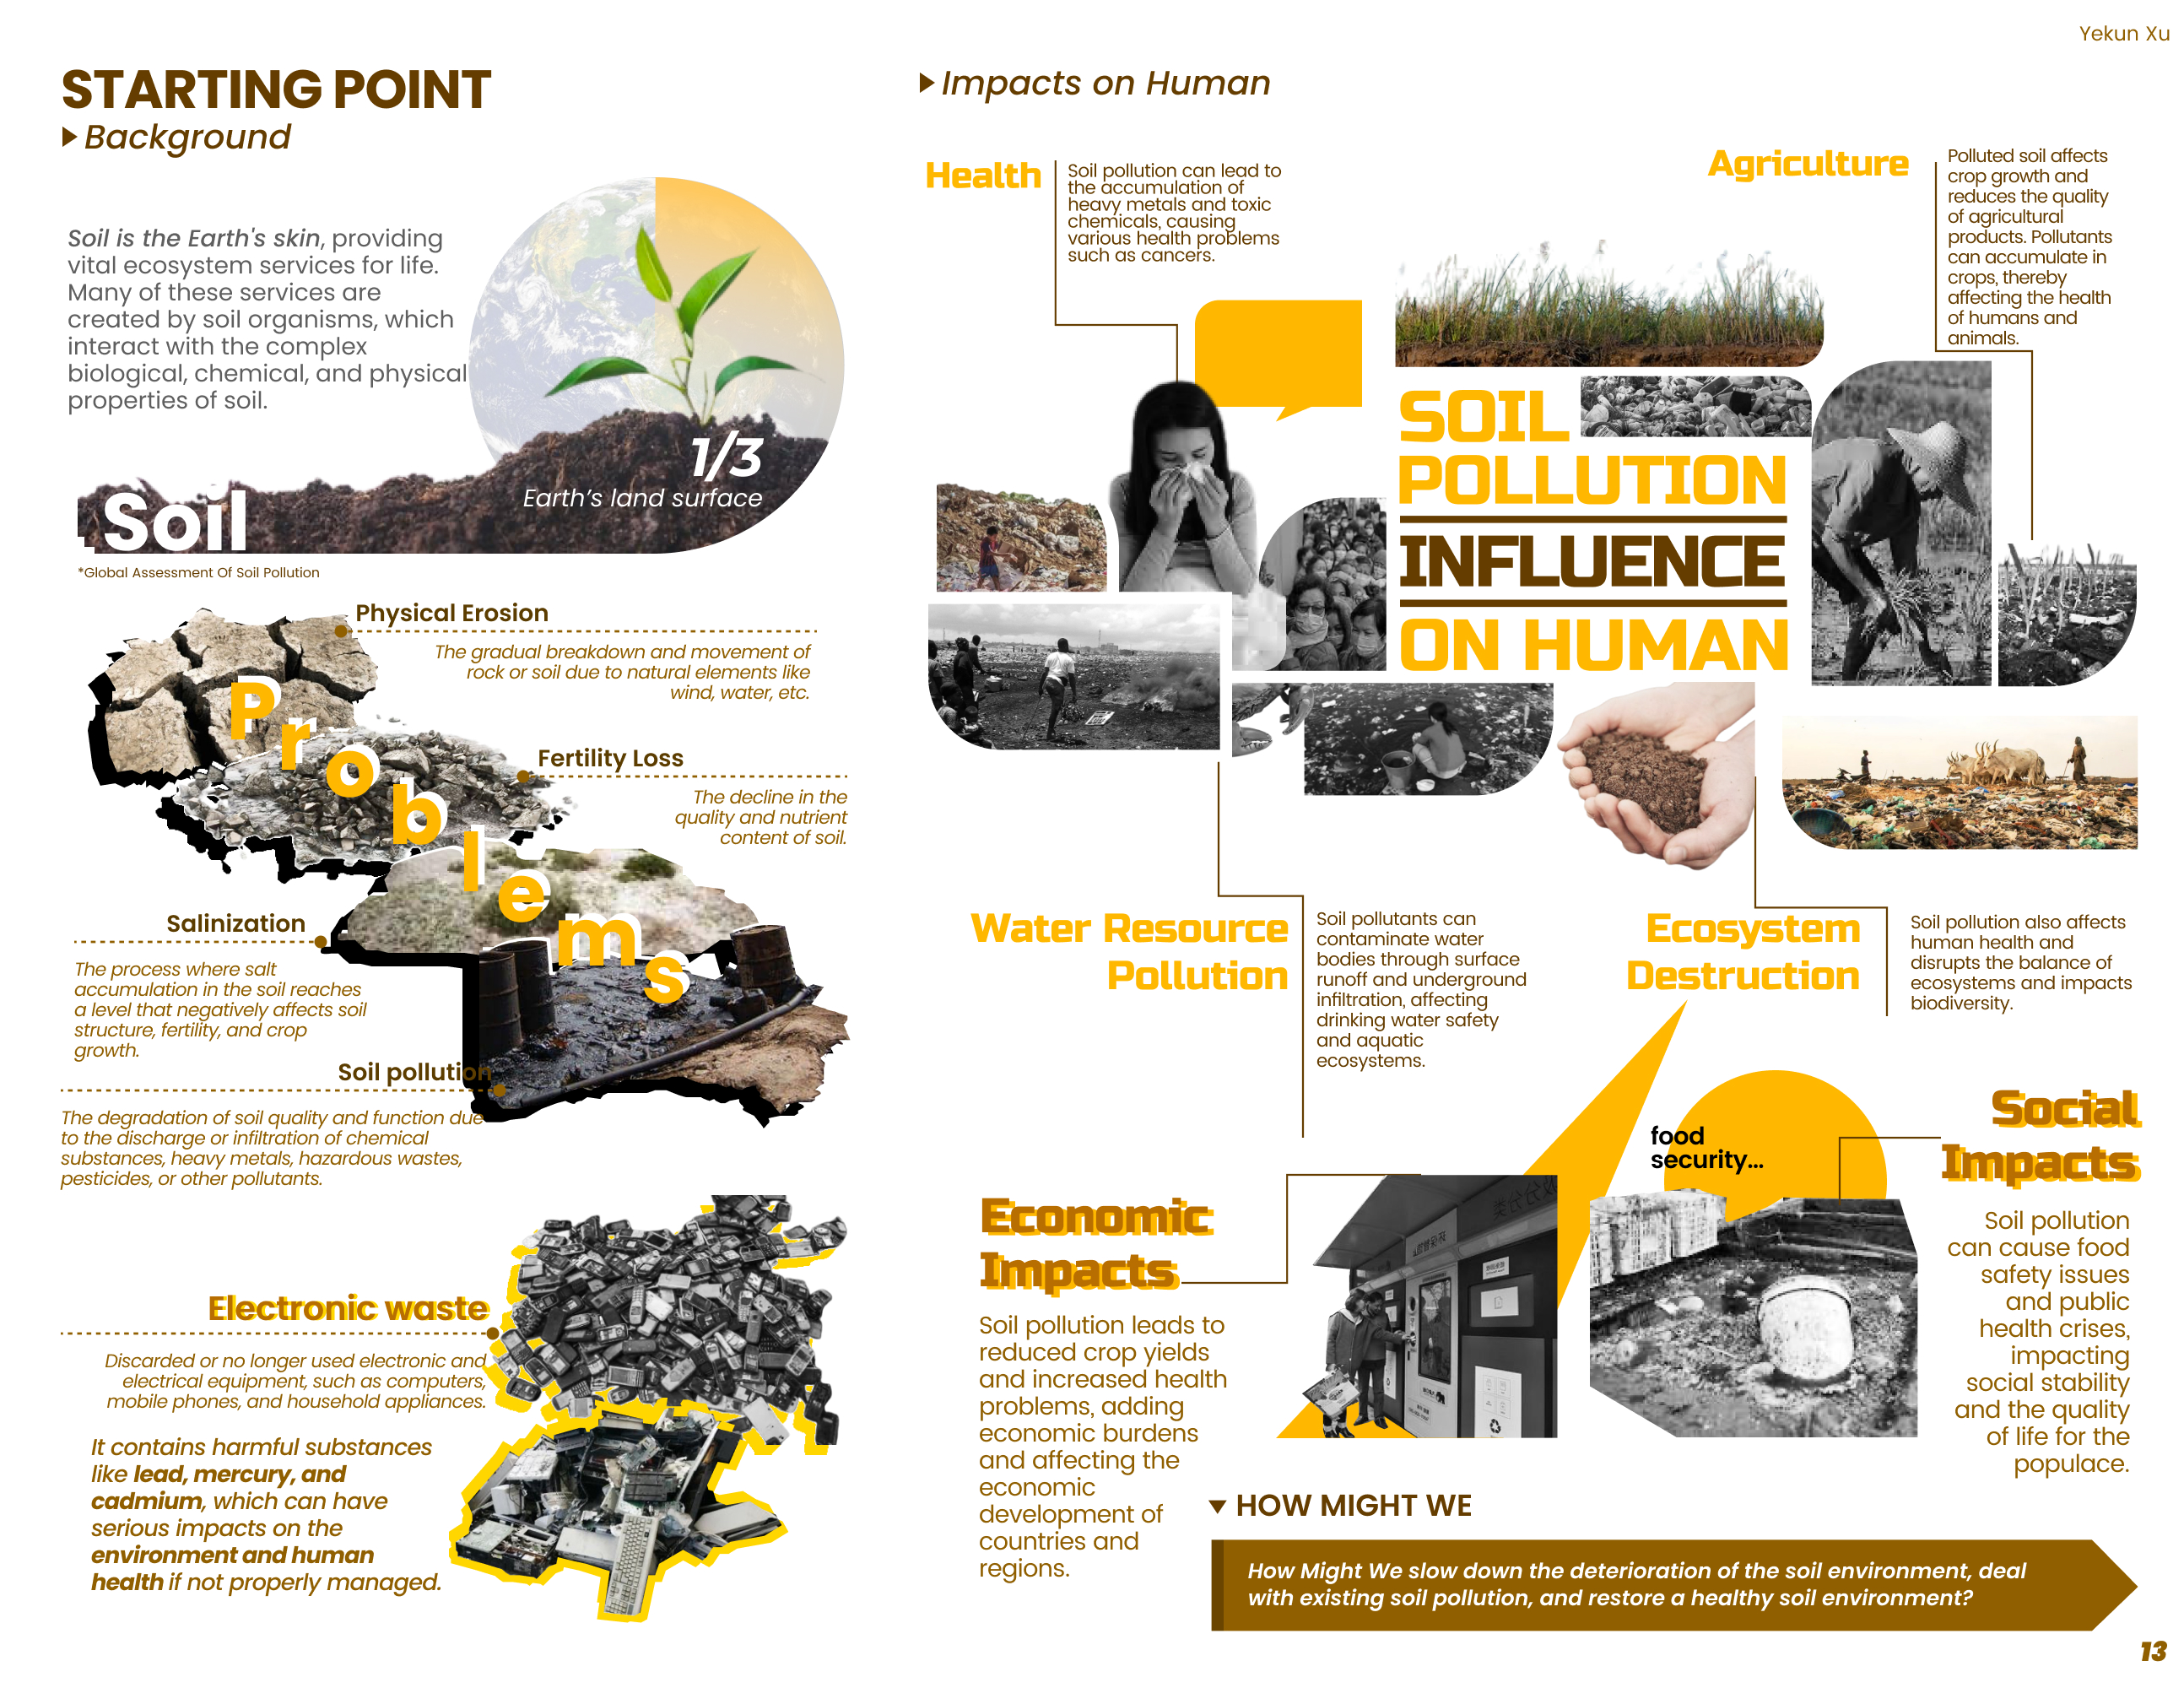 Yekun Xu
STARTING POINT
Background
Soil is the Earth's skin, providing
vital ecosystem services for life.
Many of these services are
created by soil organisms, which
interact with the complex
biological, chemical, and physical
properties of soil.
1/3
Earth's land surface
Soil
*Global Assessment Of Soil Pollution
Problems
Physical Erosion
The gradual breakdown and movement of
rock or soil due to natural elements like
wind, water, etc.
Fertility Loss
The decline in the
quality and nutrient
content of soil.
Salinization
The process where salt
accumulation in the soil reaches
a level that negatively affects soil
structure, fertility, and crop
growth.
Soil pollution
The degradation of soil quality and function due
to the discharge or infiltration of chemical
substances, heavy metals, hazardous wastes,
pesticides, or other pollutants.
Electronic waste
Discarded or no longer used electronic and
electrical equipment, such as computers,
mobile phones, and household appliances.
It contains harmful substances
like lead, mercury, and
cadmium, which can have
serious impacts on the
environment and human
health if not properly managed.
Impacts on Human
Health
Soil pollution can lead to
the accumulation of
heavy metals and toxic
chemicals, causing
various health problems
such as cancers.
Agriculture
Polluted soil affects
crop growth and
reduces the quality
of agricultural
products. Pollutants
can accumulate in
crops, thereby
affecting the health
of humans and
animals.
SOIL
POLLUTION
INFLUENCE
ON HUMAN
Water Resource
Pollution
Soil pollutants can
contaminate water
bodies through surface
runoff and underground
infiltration, affecting
drinking water safety
and aquatic
ecosystems.
Ecosystem
Destruction
Soil pollution also affects
human health and
disrupts the balance of
ecosystems and impacts
biodiversity.
Economic
Impacts
Soil pollution leads to
reduced crop yields
and increased health
problems, adding
economic burdens
and affecting the
economic
development of
countries and
regions.
food
security...
Social
Impacts
Soil pollution
can cause food
safety issues
and public
health crises,
impacting
social stability
and the quality
of life for the
populace.
HOW MIGHT WE
How Might We slow down the deterioration of the soil environment, deal
with existing soil pollution, and restore a healthy soil environment?
13